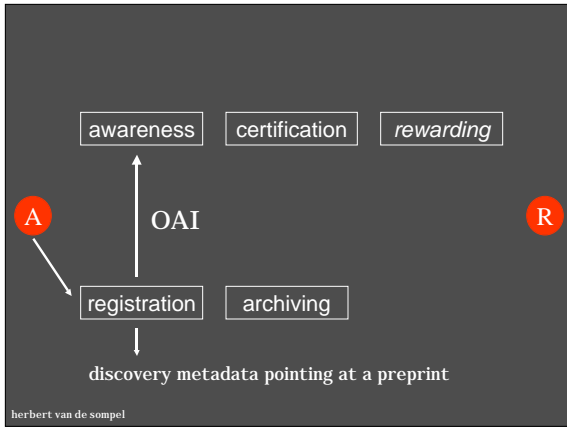 awareness certification rewarding
A OAI R
registration archiving
discovery metadata pointing at a preprint
herbert van de sompel